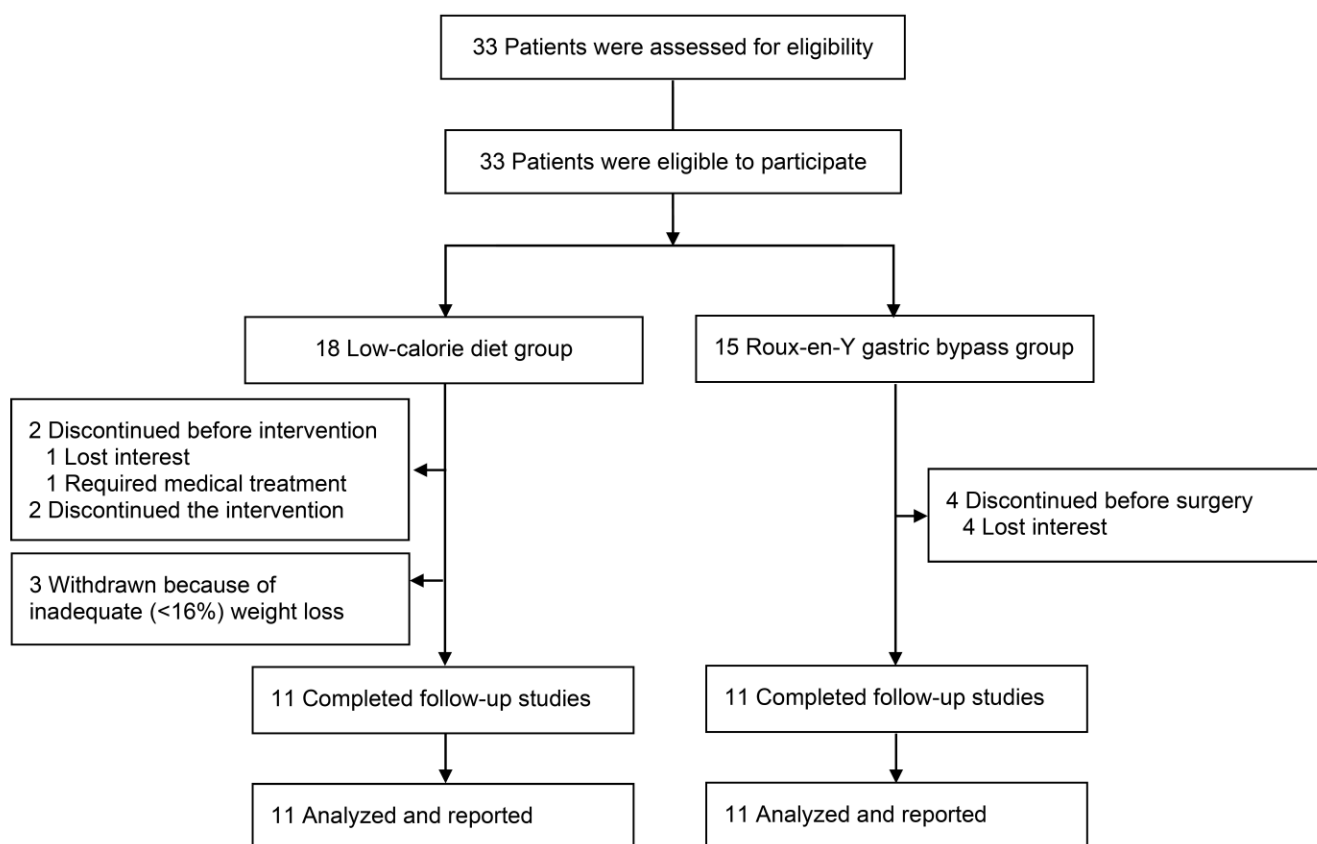 33 Patients were assessed for eligibility
33 Patients were eligible to participate
18 Low-calorie diet group
15 Roux-en-Y gastric bypass group
2 Discontinued before intervention
1 Lost interest
1 Required medical treatment
2 Discontinued the intervention
4 Discontinued before surgery
4 Lost interest
3 Withdrawn because of
inadequate (<16%) weight loss
11 Completed follow-up studies
11 Completed follow-up studies
11 Analyzed and reported
11 Analyzed and reported